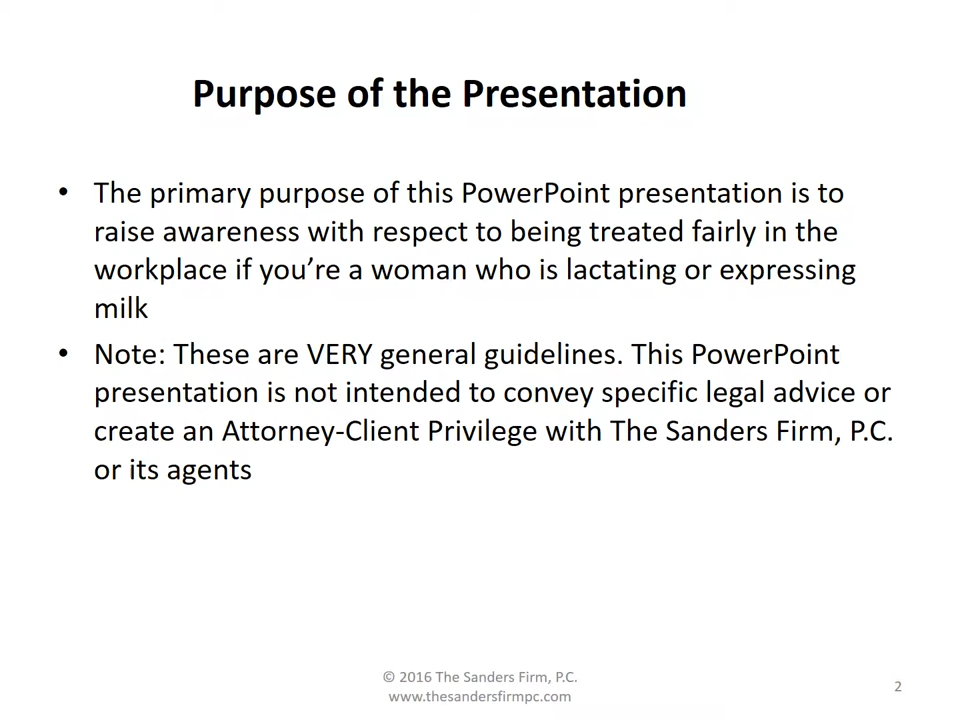 Purpose of the Presentation
• The primary purpose of this PowerPoint presentation is to
raise awareness with respect to being treated fairly in the
workplace if you’re a woman who is lactating or expressing
milk
• Note: These are VERY general guidelines. This PowerPoint
presentation is not intended to convey specific legal advice or
create an Attorney-Client Privilege with The Sanders Firm, P.C.
or its agents
© 2016 The Sanders Firm, P.C.
www.thesandersfirmpc.com
2